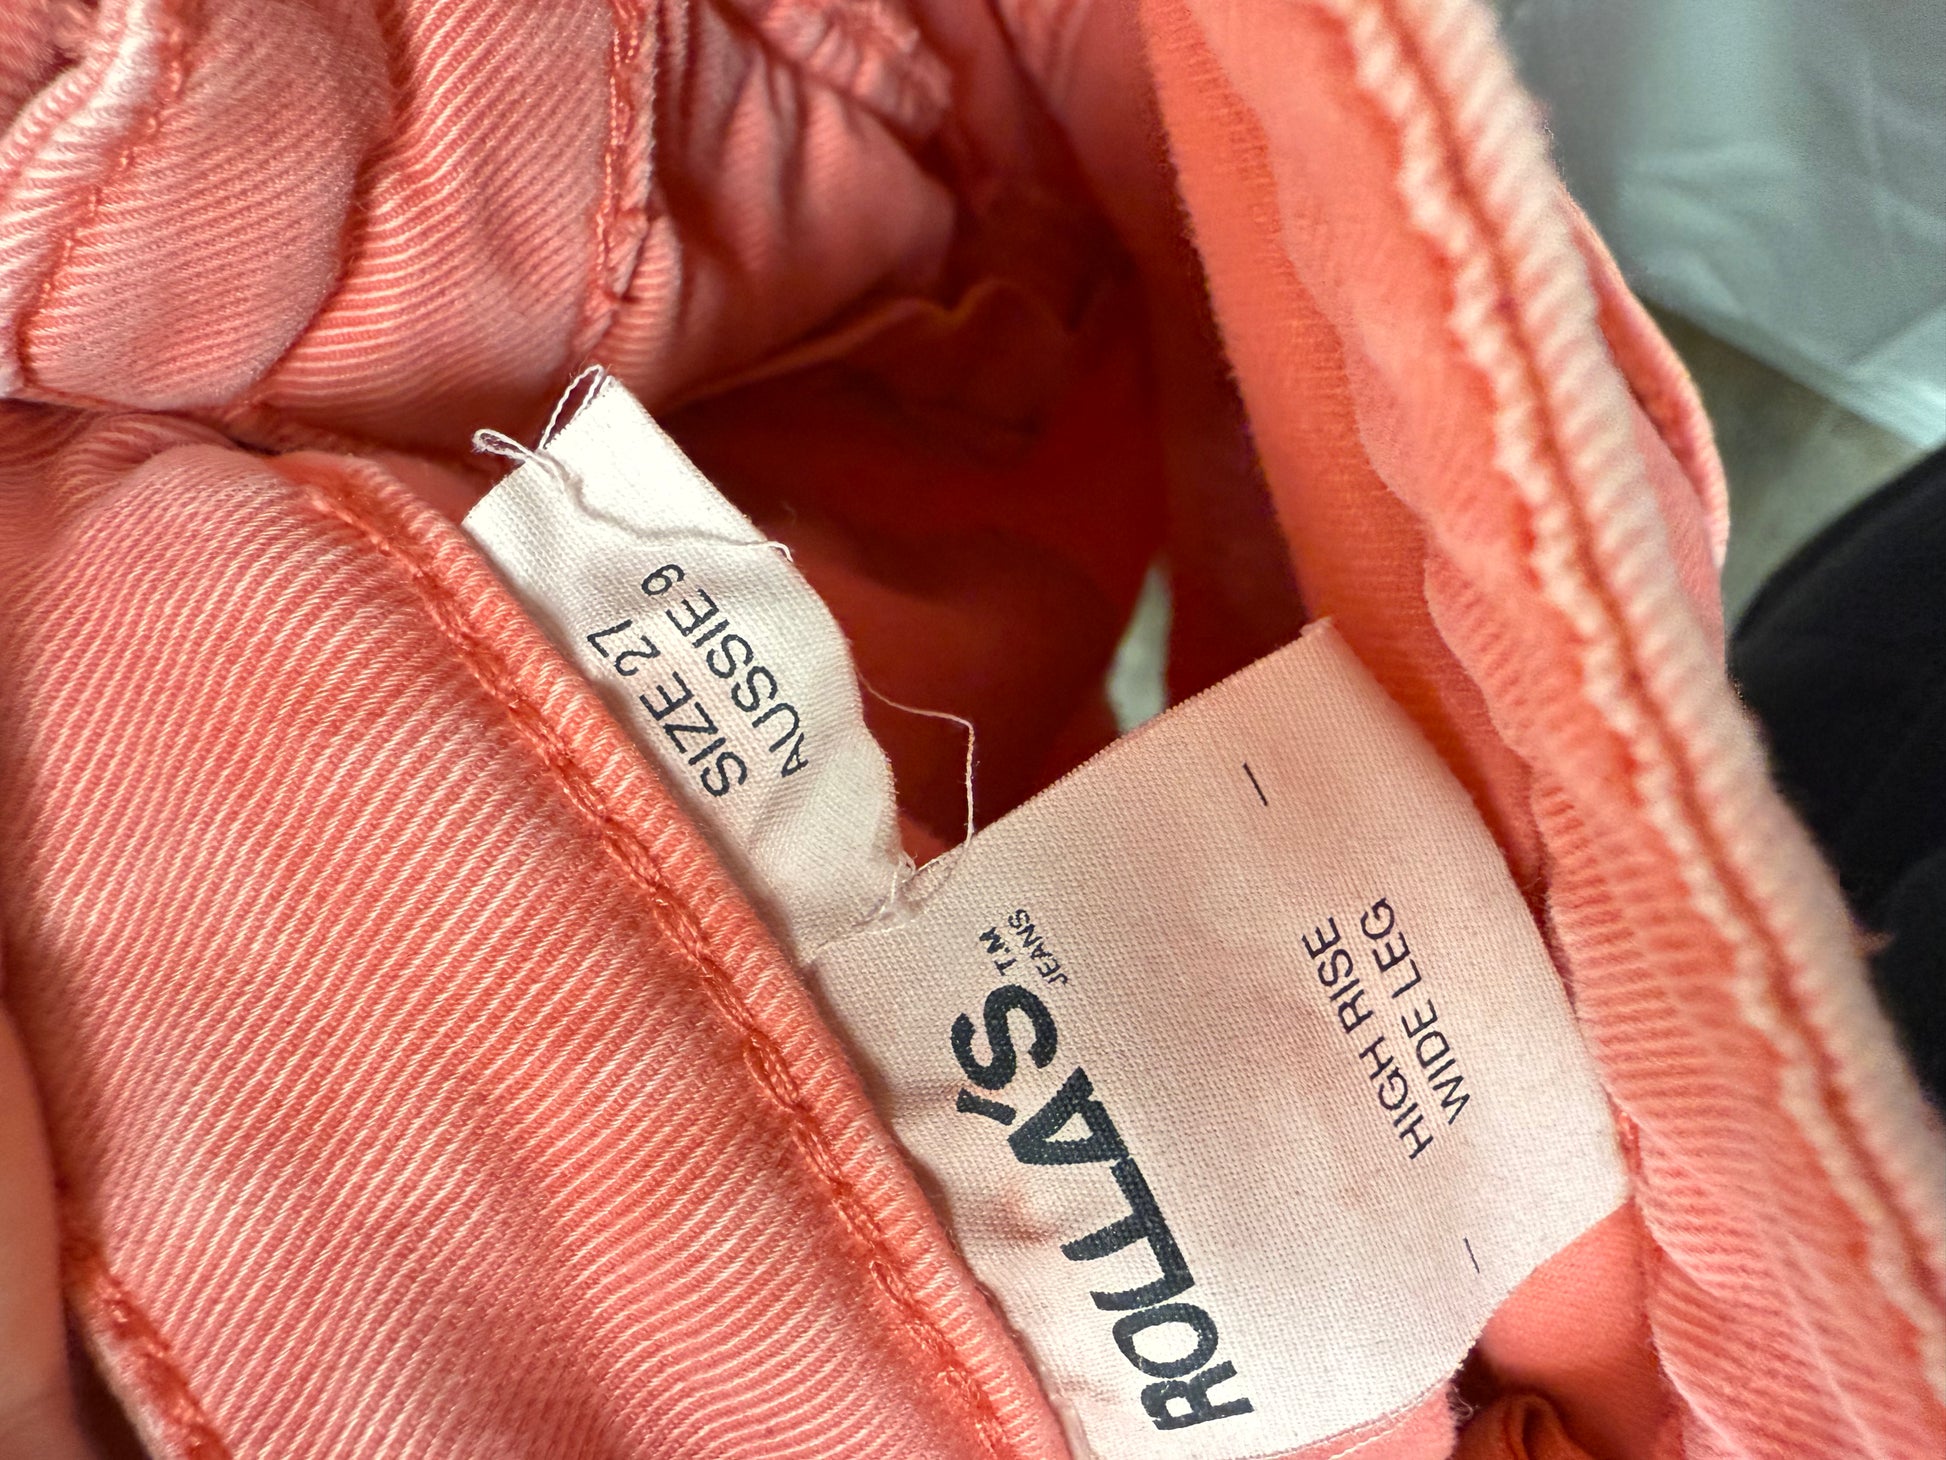 SIZE 27
AUSSIE 9
ROLLA'S T.M
JEANS
HIGH RISE
WIDE LEG